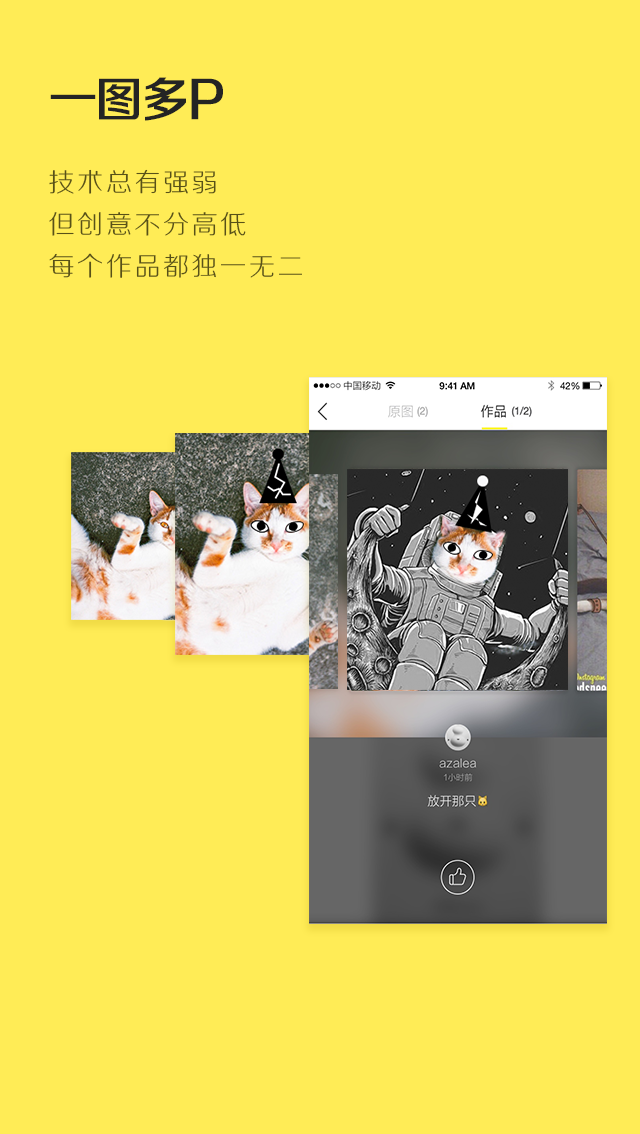 一图多P
技术总有强弱
但创意不分高低
每个作品都独一无二
中国移动 9:41 AM 42%
原图 (2) 作品 (1/2)
Instagram
azalea
1小时前
放开那只🐱